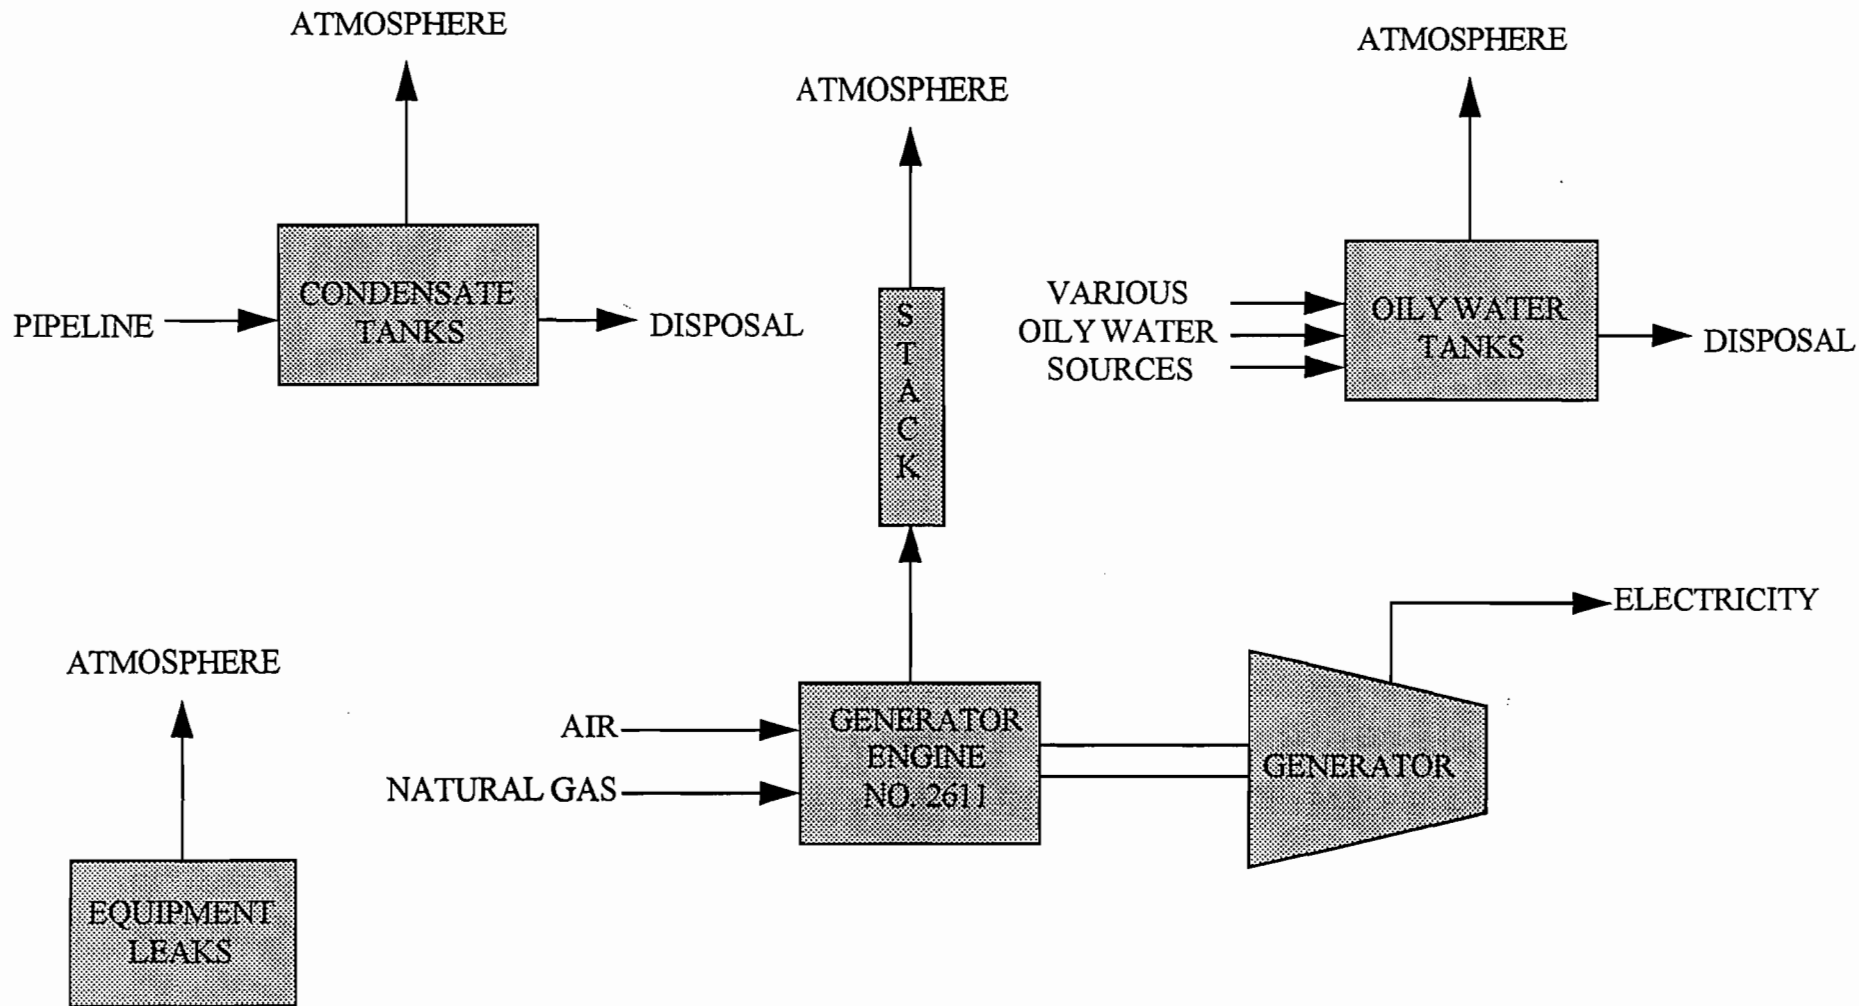 ATMOSPHERE
ATMOSPHERE
ATMOSPHERE
CONDENSATE
TANKS
PIPELINE
DISPOSAL
STACK
VARIOUS
OILY WATER
SOURCES
OILY WATER
TANKS
DISPOSAL
ELECTRICITY
ATMOSPHERE
AIR
NATURAL GAS
GENERATOR
ENGINE
NO. 2611
GENERATOR
EQUIPMENT
LEAKS